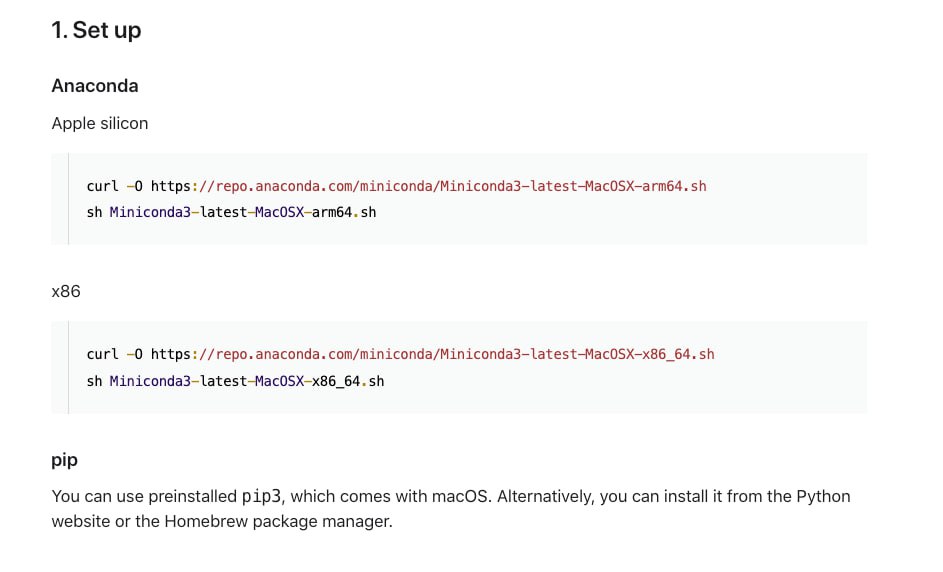 1. Set up
Anaconda
Apple silicon
curl -O https://repo.anaconda.com/miniconda/Miniconda3-latest-MacOSX-arm64.sh
sh Miniconda3-latest-MacOSX-arm64.sh
x86
curl -O https://repo.anaconda.com/miniconda/Miniconda3-latest-MacOSX-x86_64.sh
sh Miniconda3-latest-MacOSX-x86_64.sh
pip
You can use preinstalled pip3, which comes with macOS. Alternatively, you can install it from the Python
website or the Homebrew package manager.